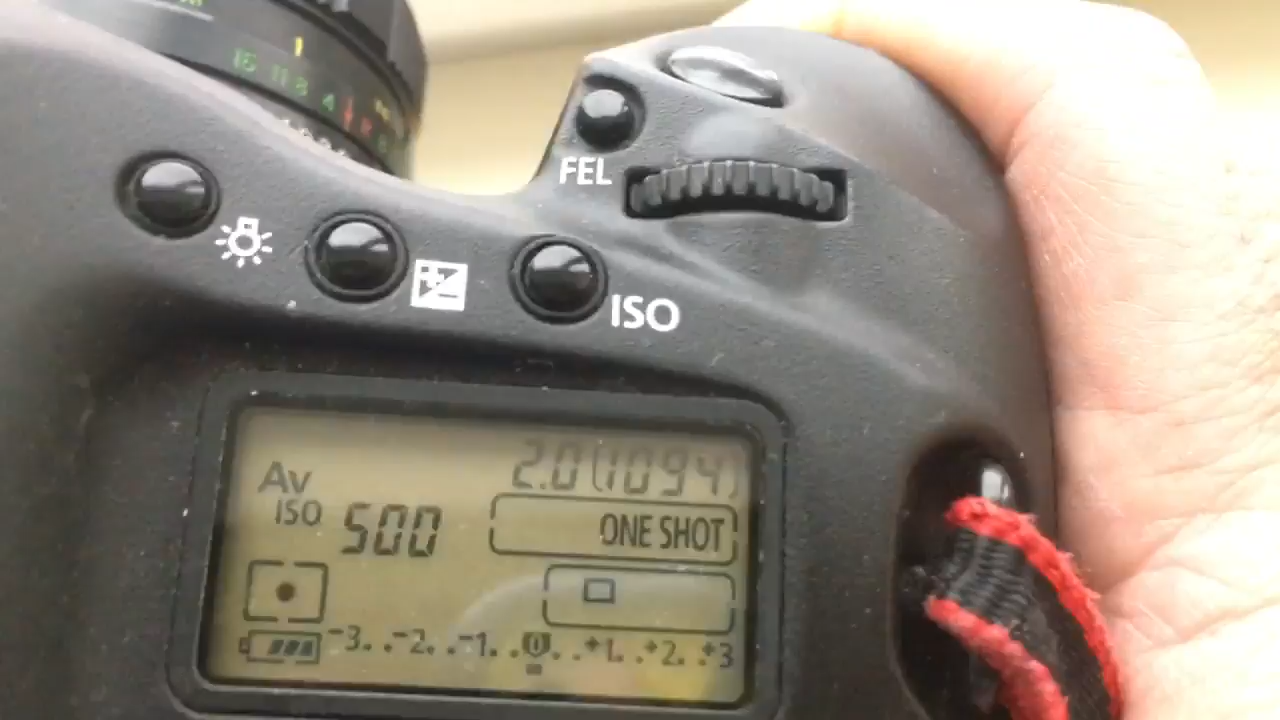 16 11 8 4
FEL
ISO
Av
2.0 (1094)
ISO 500
ONE SHOT
-3. .-2. .-1. .0. .+1. .+2. .+3